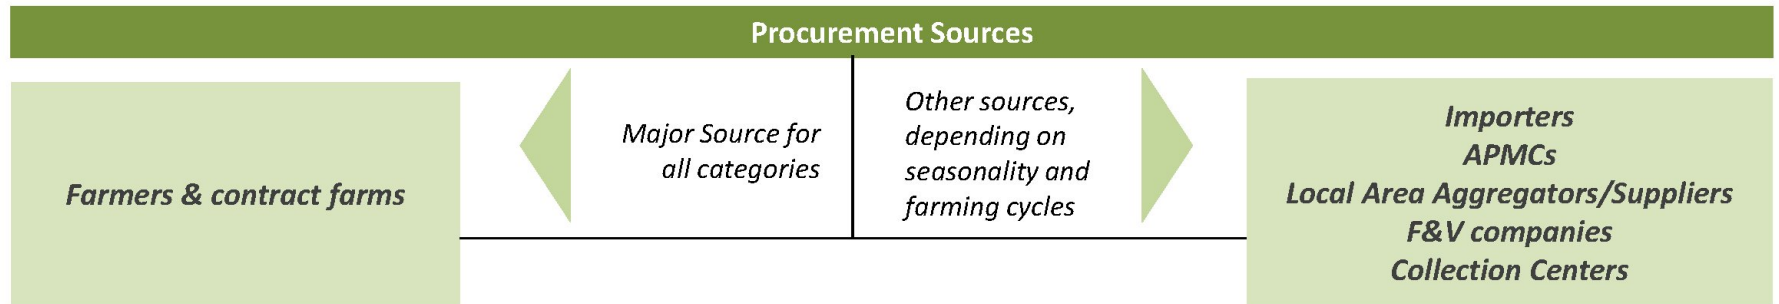 Procurement Sources
Farmers & contract farms
Major Source for
all categories
Other sources,
depending on
seasonality and
farming cycles
Importers
APMCs
Local Area Aggregators/Suppliers
F&V companies
Collection Centers